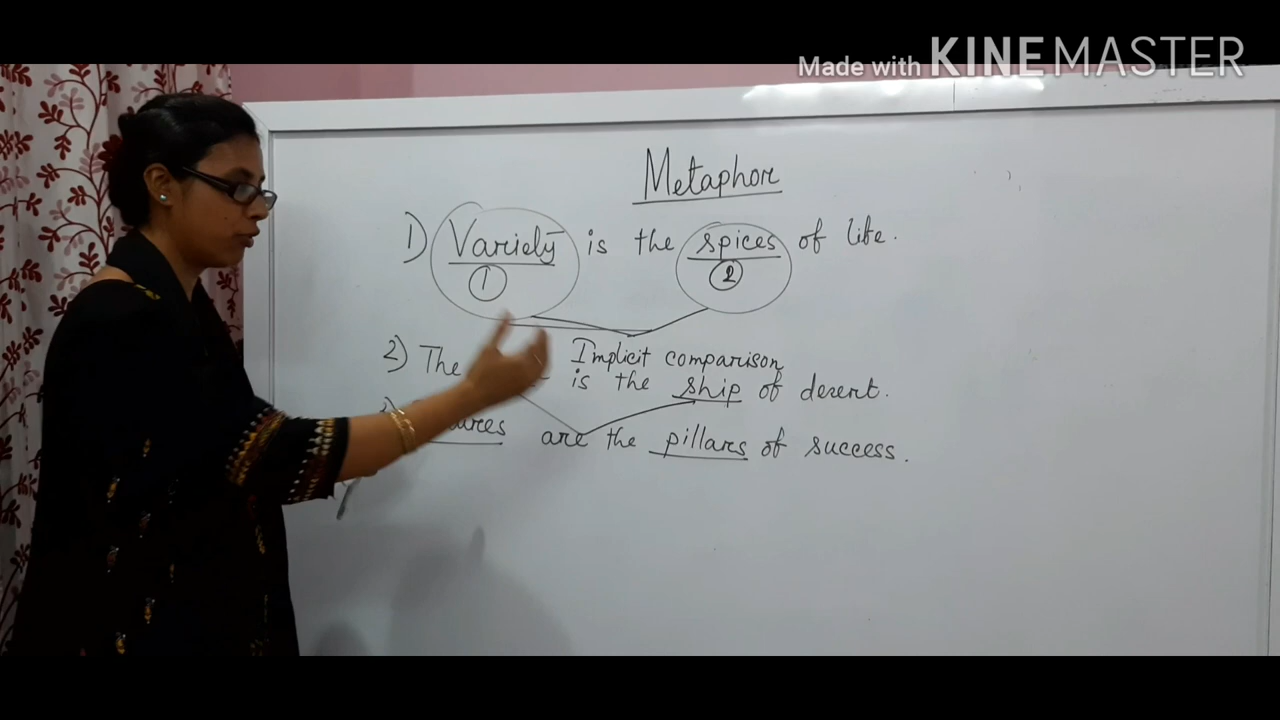 Made with KINEMASTER
Metaphor
1) Variety is the spices of life.
1 2
Implicit comparison
2) The is the ship of desert.
are the pillars of success.